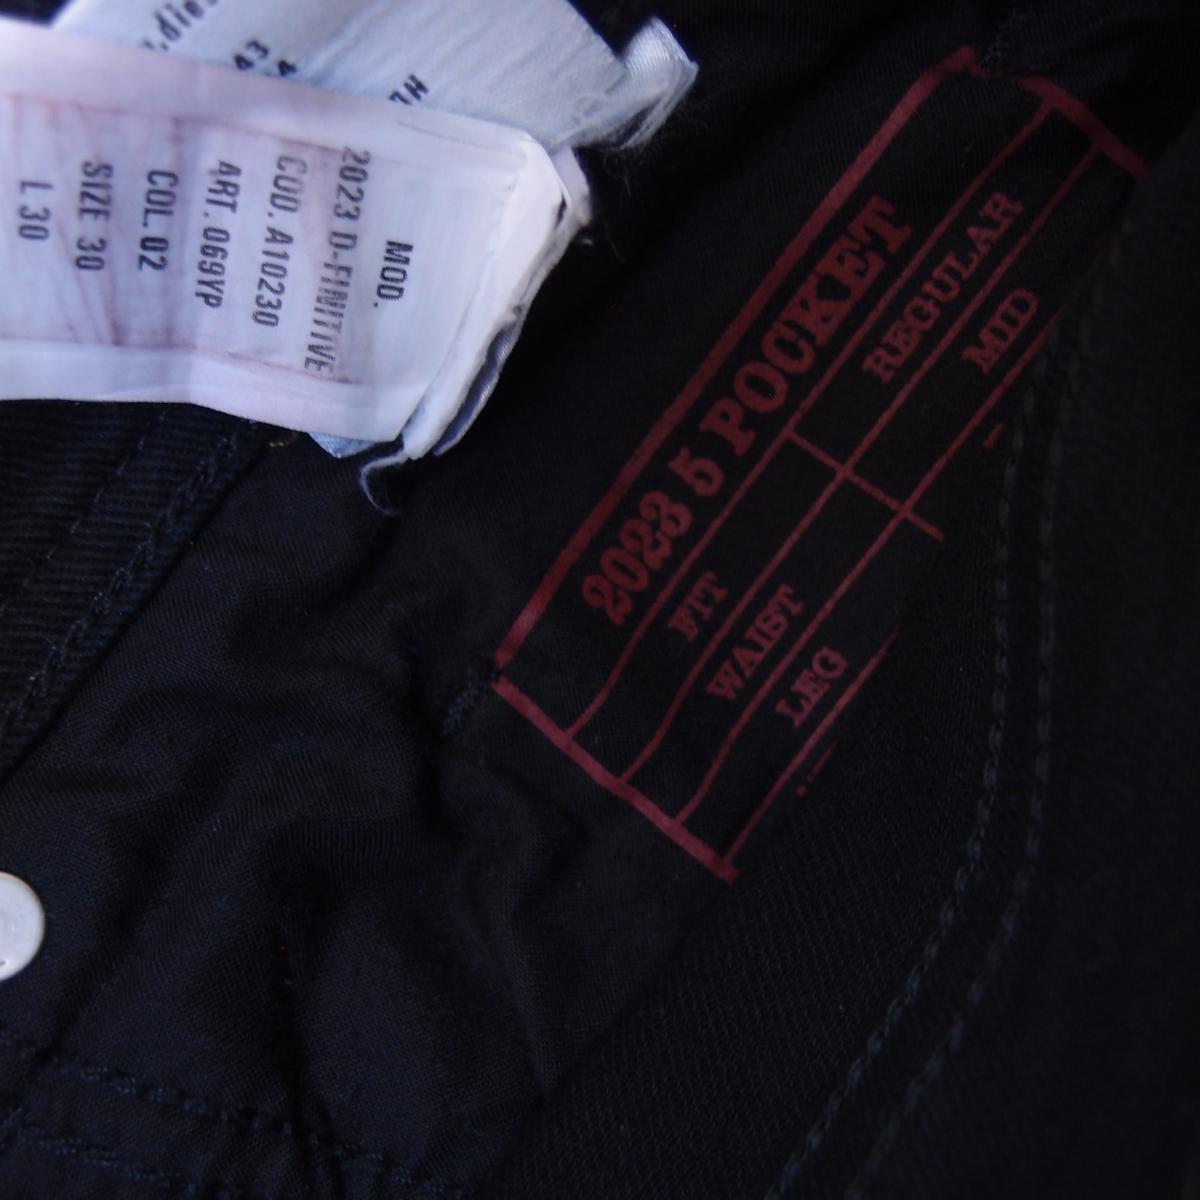 MOD.
2023 D-FINITIVE
COD. A10230
ART. 069YP
COL 02
SIZE 30
L 30
2023 5 POCKET
FIT REGULAR
WAIST MID
LEG